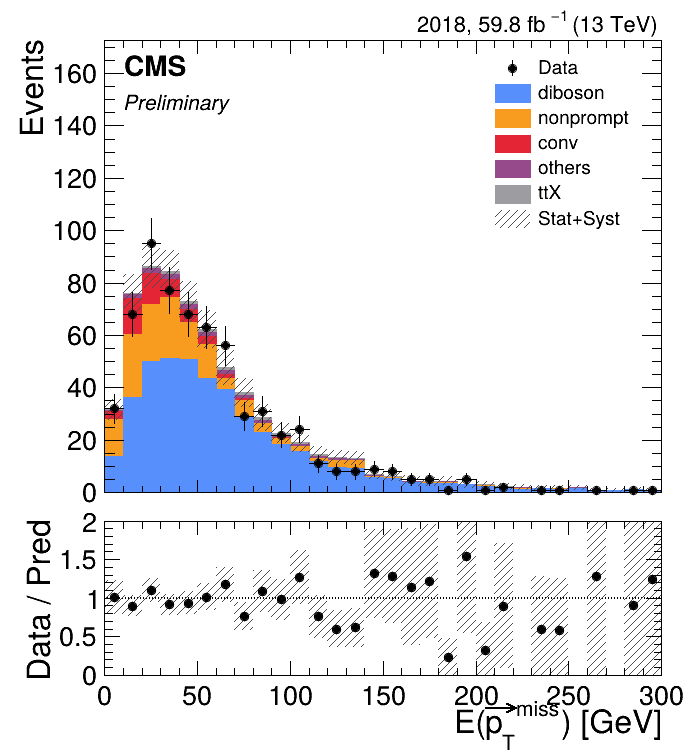 2018, 59.8 fb⁻¹ (13 TeV)
CMS
Preliminary
Events
160
140
120
100
80
60
40
20
0
Data
diboson
nonprompt
conv
others
ttX
Stat+Syst
Data / Pred
2
1.5
1
0.5
0
0 50 100 150 200 250 300
E(p⃗_T^miss) [GeV]